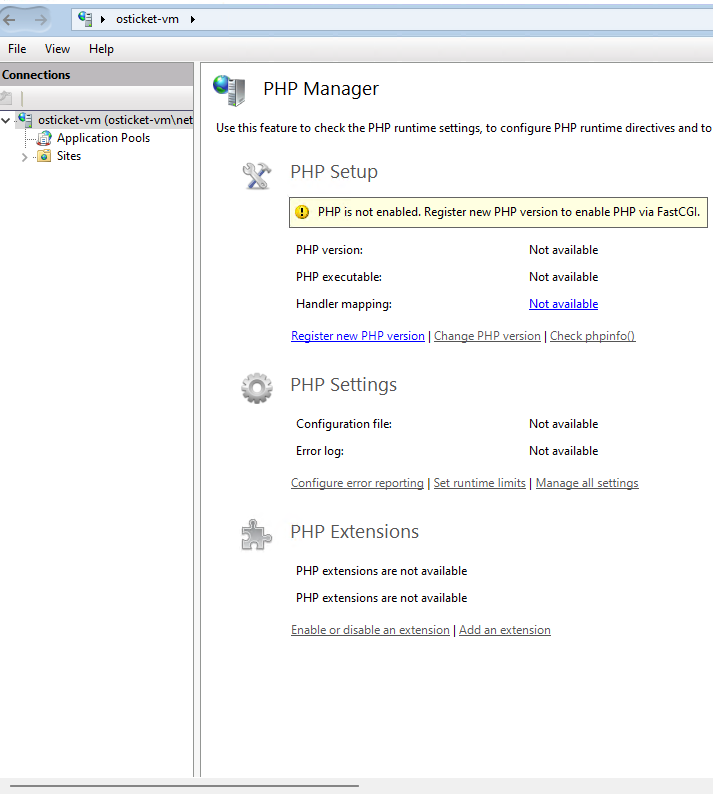 osticket-vm
File View Help
Connections
osticket-vm (osticket-vm\net
Application Pools
Sites
PHP Manager
Use this feature to check the PHP runtime settings, to configure PHP runtime directives and to
PHP Setup
PHP is not enabled. Register new PHP version to enable PHP via FastCGI.
PHP version: Not available
PHP executable: Not available
Handler mapping: Not available
Register new PHP version | Change PHP version | Check phpinfo()
PHP Settings
Configuration file: Not available
Error log: Not available
Configure error reporting | Set runtime limits | Manage all settings
PHP Extensions
PHP extensions are not available
PHP extensions are not available
Enable or disable an extension | Add an extension